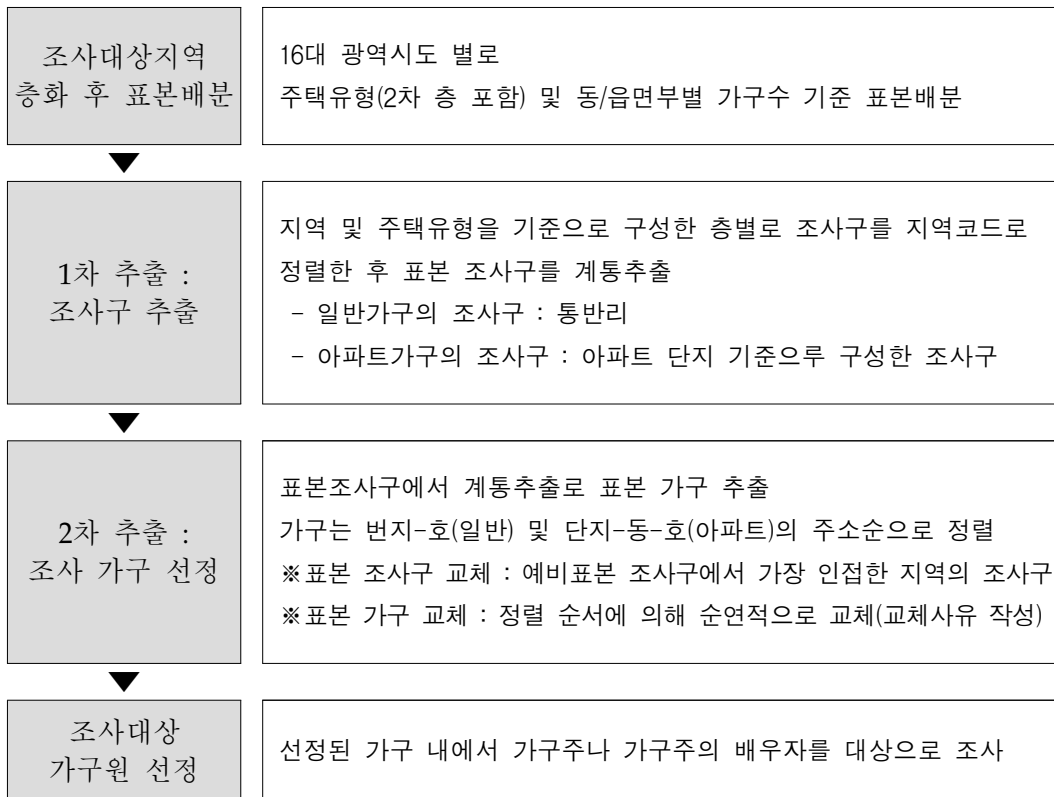 조사대상지역
층화 후 표본배분
16대 광역시도 별로
주택유형(2차 층 포함) 및 동/읍면부별 가구수 기준 표본배분
1차 추출 :
조사구 추출
지역 및 주택유형을 기준으로 구성한 층별로 조사구를 지역코드로
정렬한 후 표본 조사구를 계통추출
- 일반가구의 조사구 : 통반리
- 아파트가구의 조사구 : 아파트 단지 기준으루 구성한 조사구
2차 추출 :
조사 가구 선정
표본조사구에서 계통추출로 표본 가구 추출
가구는 번지-호(일반) 및 단지-동-호(아파트)의 주소순으로 정렬
※표본 조사구 교체 : 예비표본 조사구에서 가장 인접한 지역의 조사구
※표본 가구 교체 : 정렬 순서에 의해 순연적으로 교체(교체사유 작성)
조사대상
가구원 선정
선정된 가구 내에서 가구주나 가구주의 배우자를 대상으로 조사